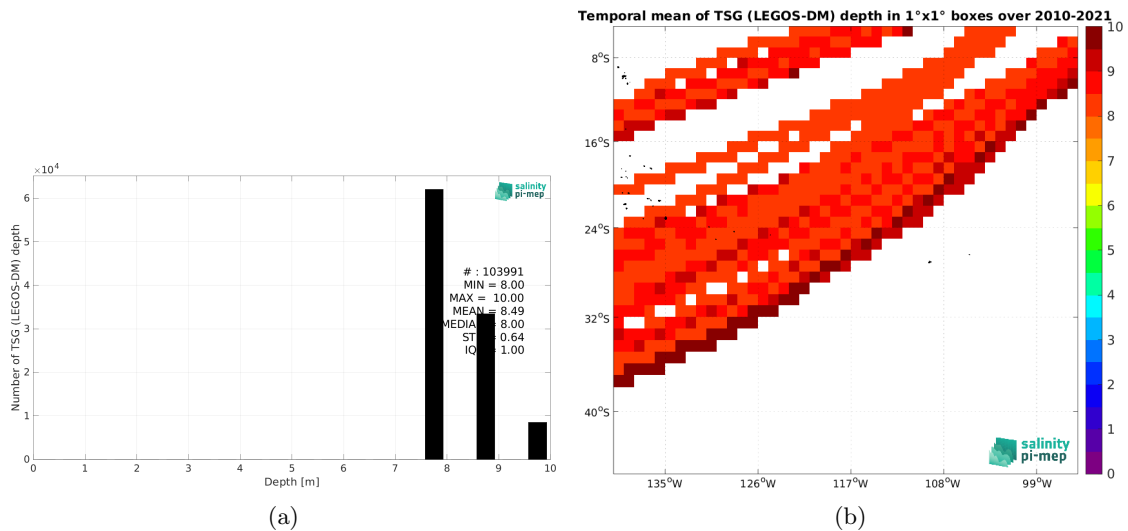 ×10⁴
6
5
4
3
2
1
0
Number of TSG (LEGOS-DM) depth
salinity
pi-mep
# : 103991
MIN = 8.00
MAX = 10.00
MEAN = 8.49
MEDIA = 8.00
ST = 0.64
IQ = 1.00
0 1 2 3 4 5 6 7 8 9 10
Depth [m]
(a)
Temporal mean of TSG (LEGOS-DM) depth in 1°x1° boxes over 2010-2021
8°S
16°S
24°S
32°S
40°S
135°W 126°W 117°W 108°W 99°W
salinity
pi-mep
10
9
8
7
6
5
4
3
2
1
0
(b)